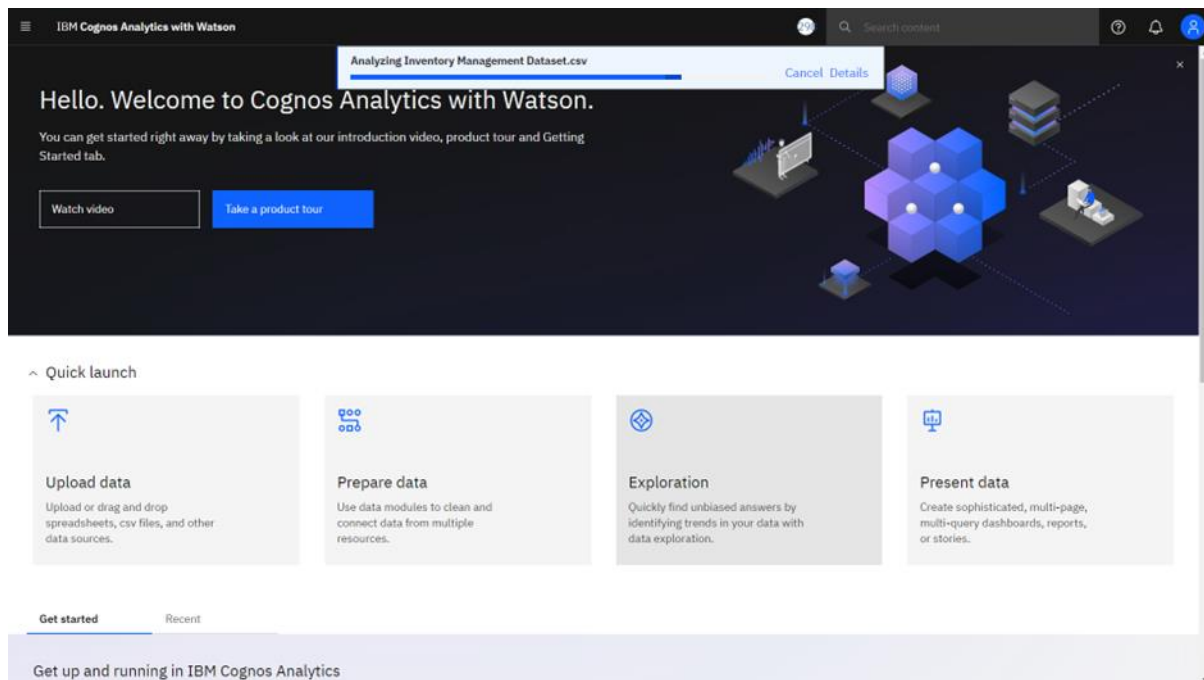 IBM Cognos Analytics with Watson
Search content
Analyzing Inventory Management Dataset.csv
Cancel Details
Hello. Welcome to Cognos Analytics with Watson.
You can get started right away by taking a look at our introduction video, product tour and Getting
Started tab.
Watch video
Take a product tour
Quick launch
Upload data
Upload or drag and drop
spreadsheets, csv files, and other
data sources.
Prepare data
Use data modules to clean and
connect data from multiple
resources.
Exploration
Quickly find unbiased answers by
identifying trends in your data with
data exploration.
Present data
Create sophisticated, multi-page,
multi-query dashboards, reports,
or stories.
Get started
Recent
Get up and running in IBM Cognos Analytics